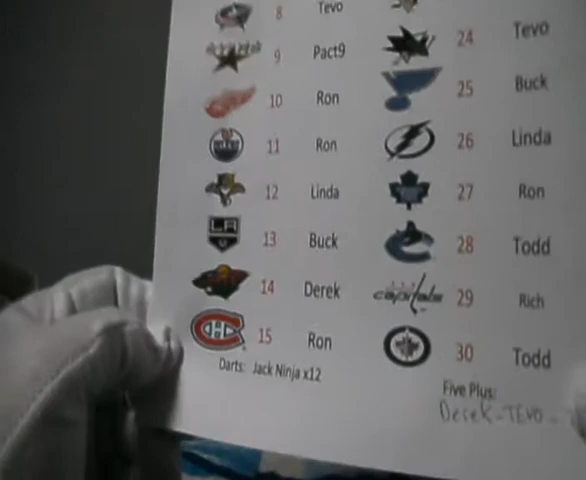 8 Tevo
9 Pact9
10 Ron
11 Ron
12 Linda
LA
13 Buck
14 Derek
15 Ron
Darts: Jack Ninja x12
24 Tevo
25 Buck
26 Linda
27 Ron
28 Todd
capitals 29 Rich
30 Todd
Five Plus:
Derek - TEVO -